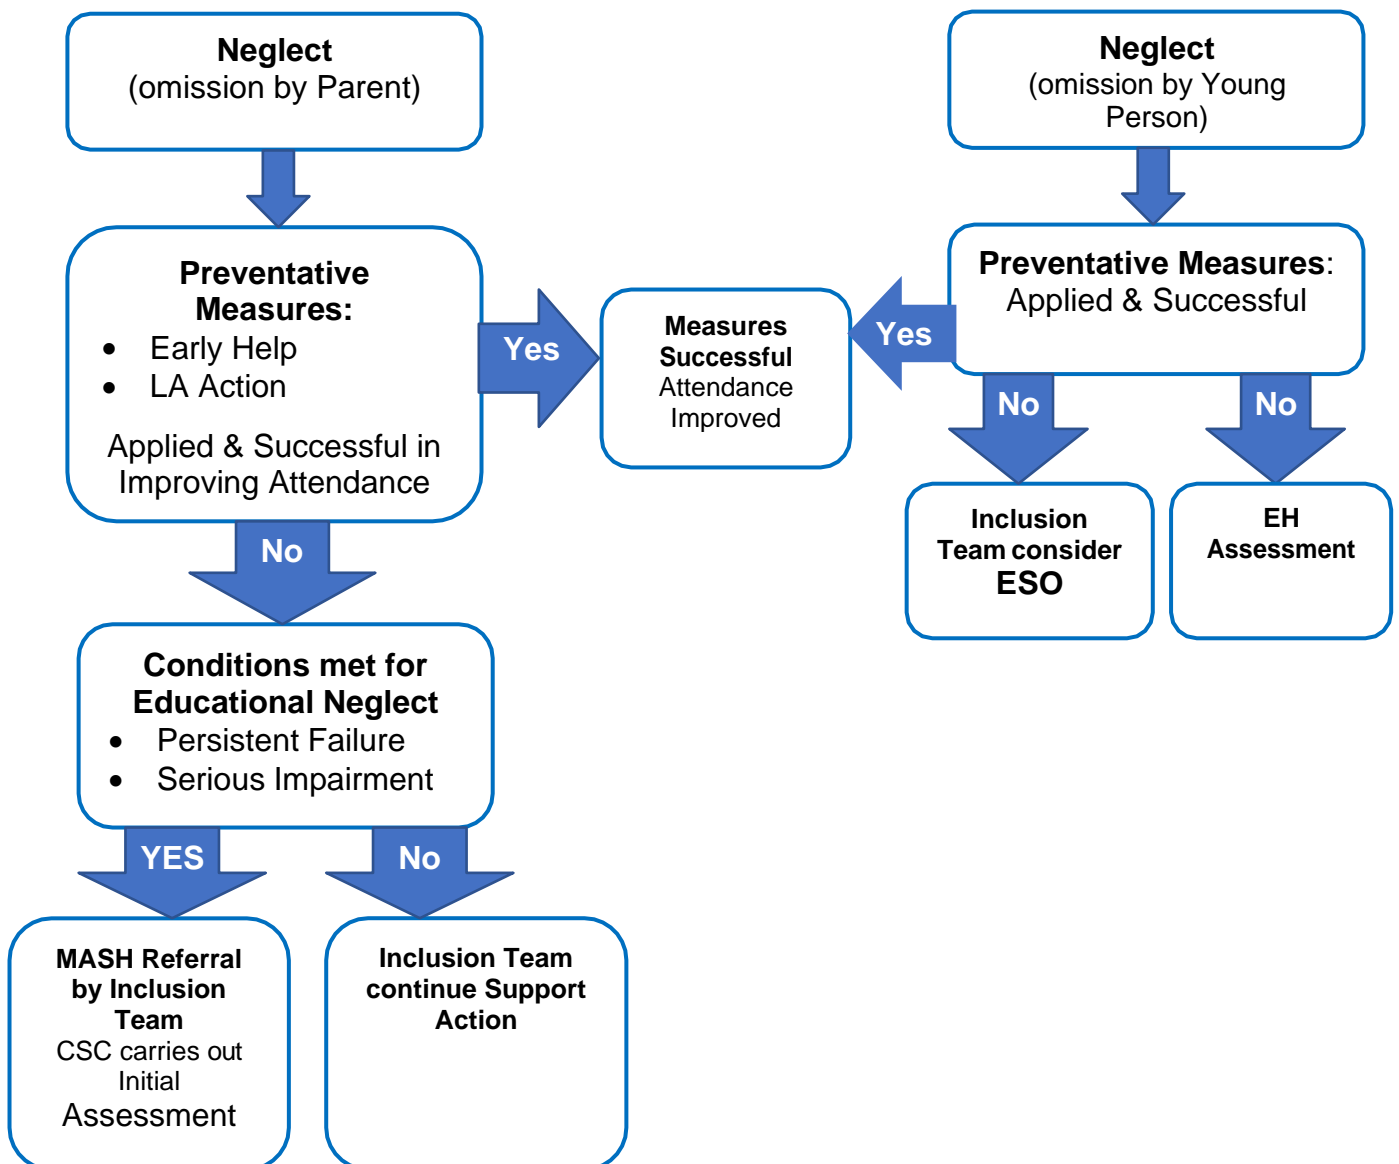 Neglect
(omission by Parent)
Neglect
(omission by Young
Person)
Preventative
Measures:
• Early Help
• LA Action
Applied & Successful in
Improving Attendance
Yes
Measures
Successful
Attendance
Improved
Yes
Preventative Measures:
Applied & Successful
No
No
No
Inclusion
Team consider
ESO
EH
Assessment
Conditions met for
Educational Neglect
• Persistent Failure
• Serious Impairment
YES
No
MASH Referral
by Inclusion
Team
CSC carries out
Initial
Assessment
Inclusion Team
continue Support
Action